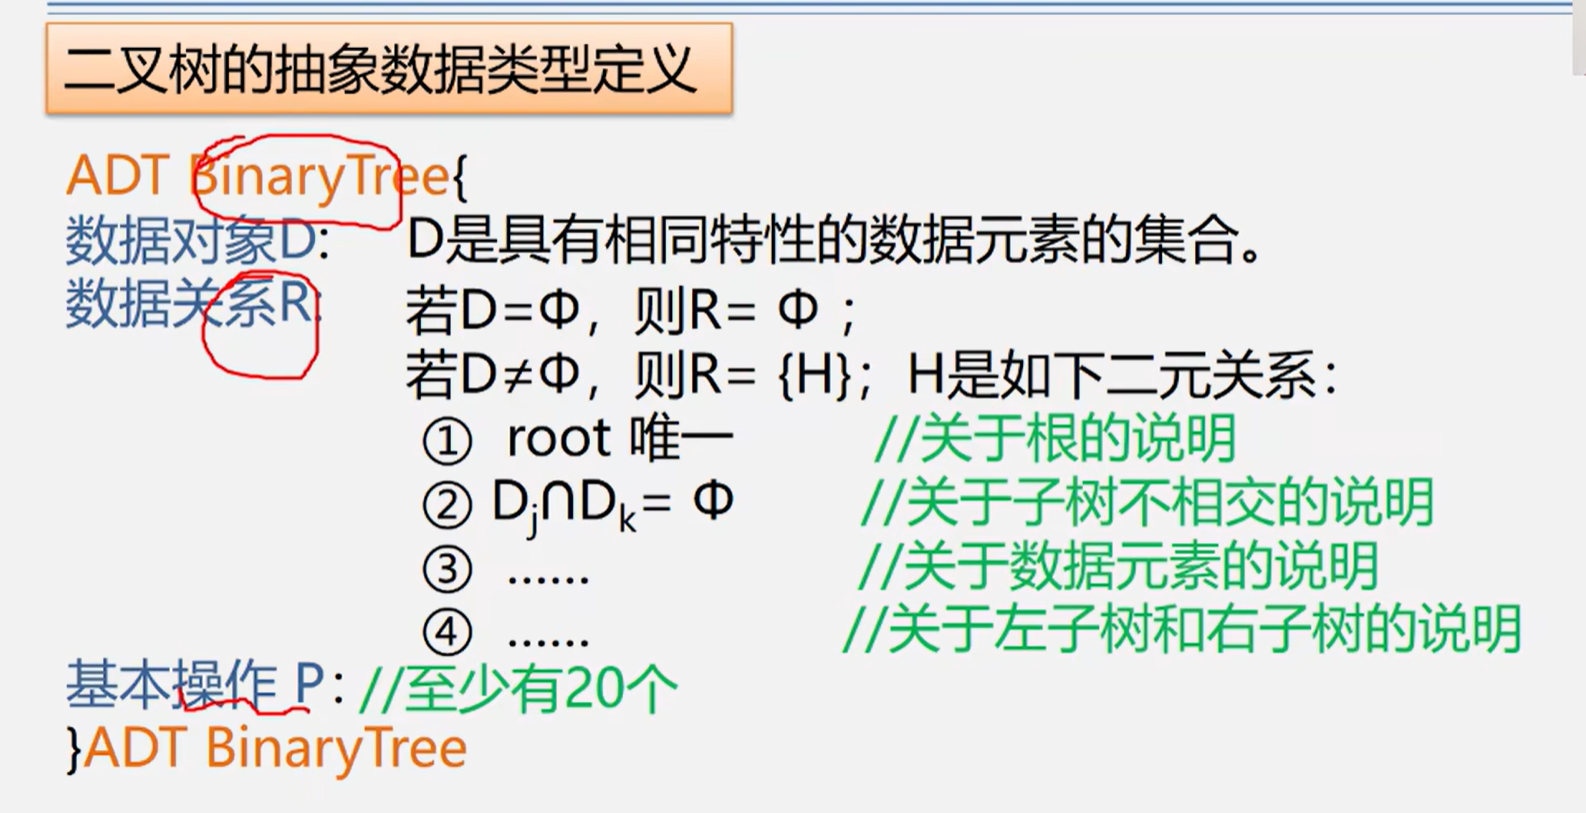 二叉树的抽象数据类型定义
ADT BinaryTree{
数据对象D: D是具有相同特性的数据元素的集合。
数据关系R: 若D=Φ，则R= Φ ；
若D≠Φ，则R= {H}；H是如下二元关系：
① root 唯一 //关于根的说明
② Dj∩Dk= Φ //关于子树不相交的说明
③ …… //关于数据元素的说明
④ …… //关于左子树和右子树的说明
基本操作 P：//至少有20个
}ADT BinaryTree